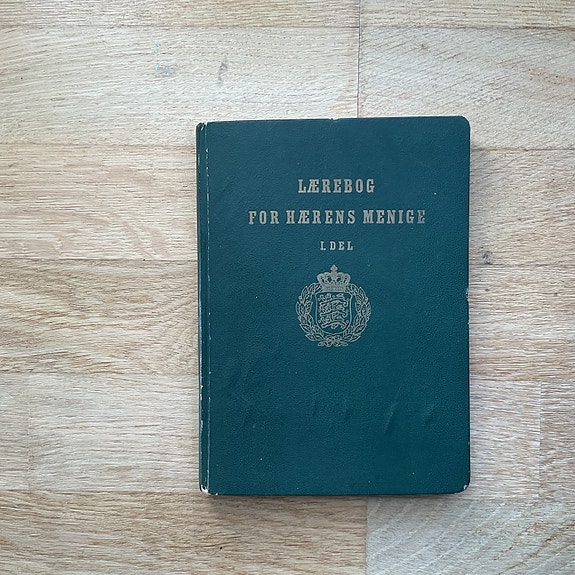 LÆREBOG
FOR HÆRENS MENIGE
I. DEL